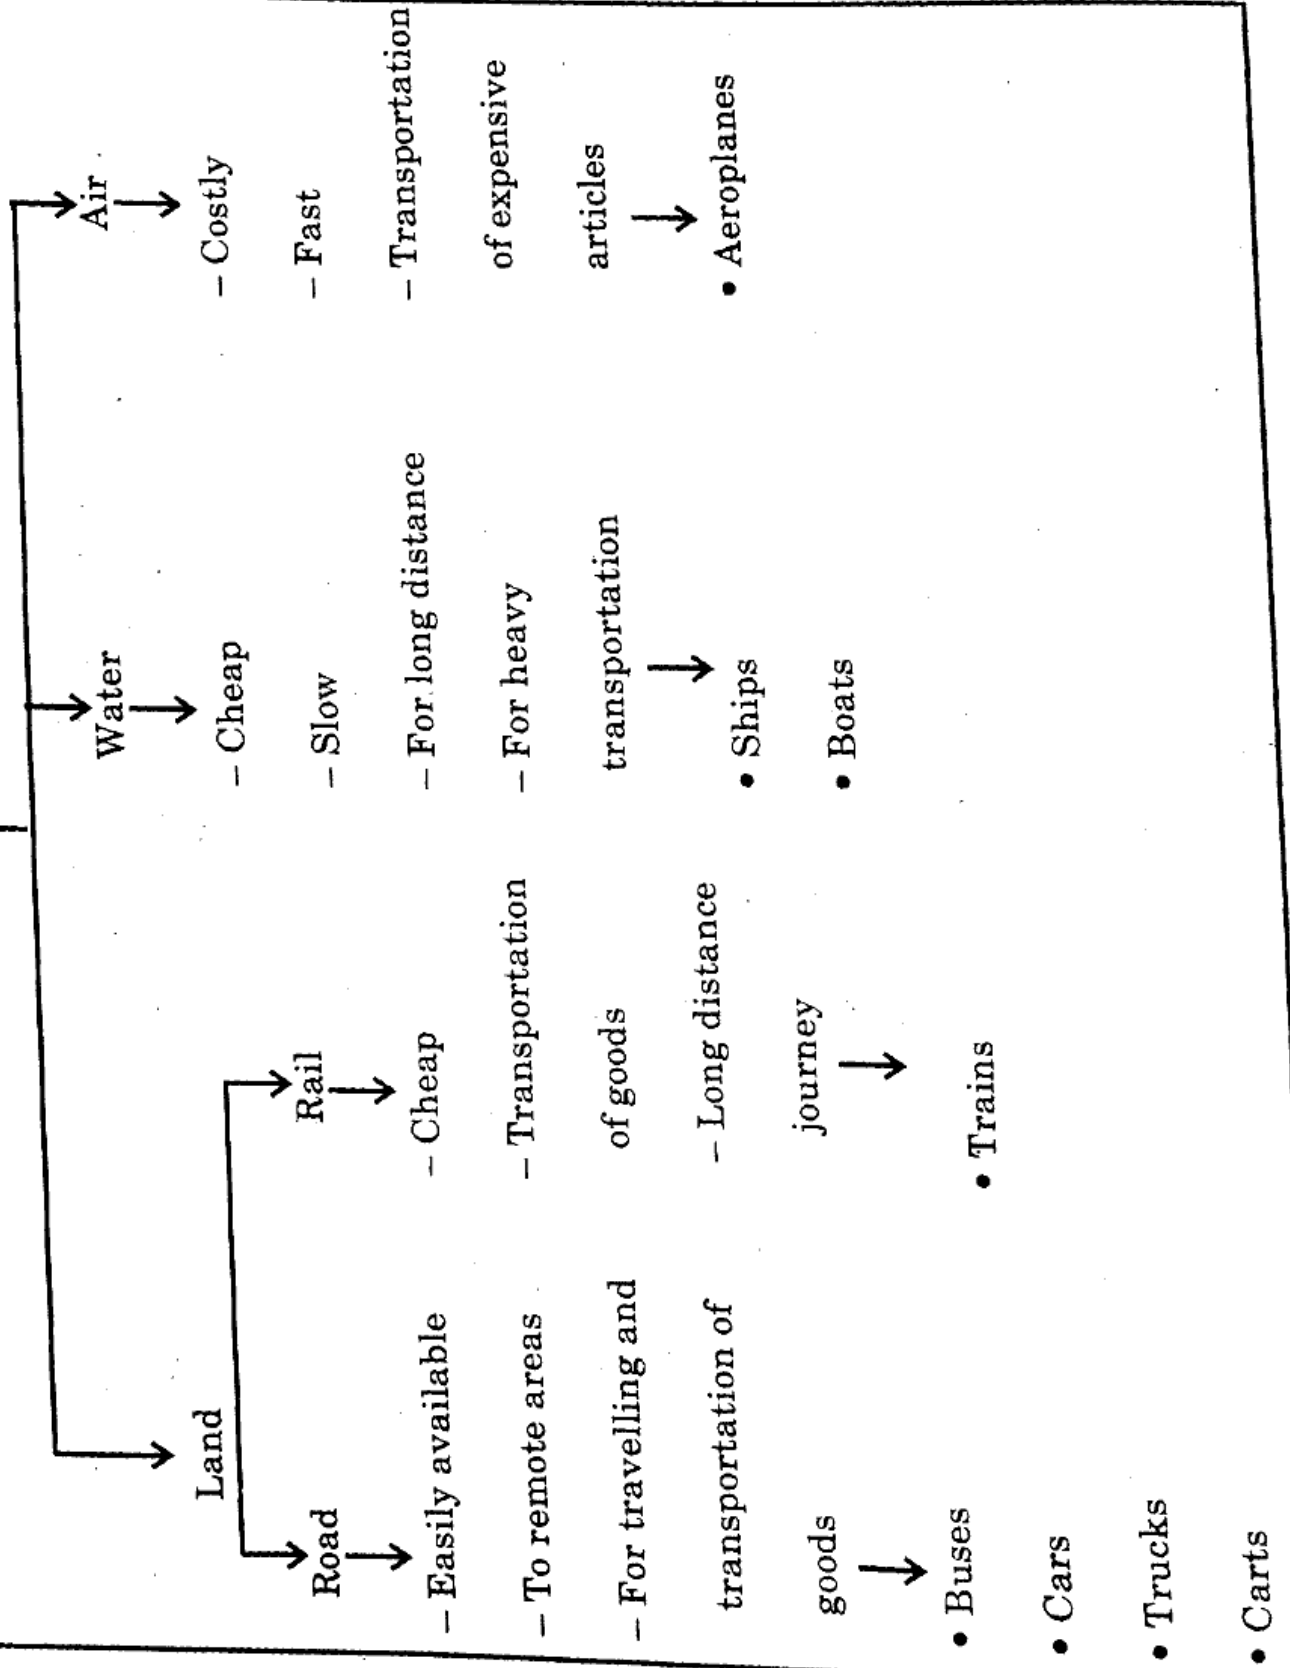 Land
Road
– Easily available
– To remote areas
– For travelling and
transportation of
goods
• Buses
• Cars
• Trucks
• Carts
Rail
– Cheap
– Transportation
of goods
– Long distance
journey
• Trains
Water
– Cheap
– Slow
– For long distance
– For heavy
transportation
• Ships
• Boats
Air
– Costly
– Fast
– Transportation
of expensive
articles
• Aeroplanes